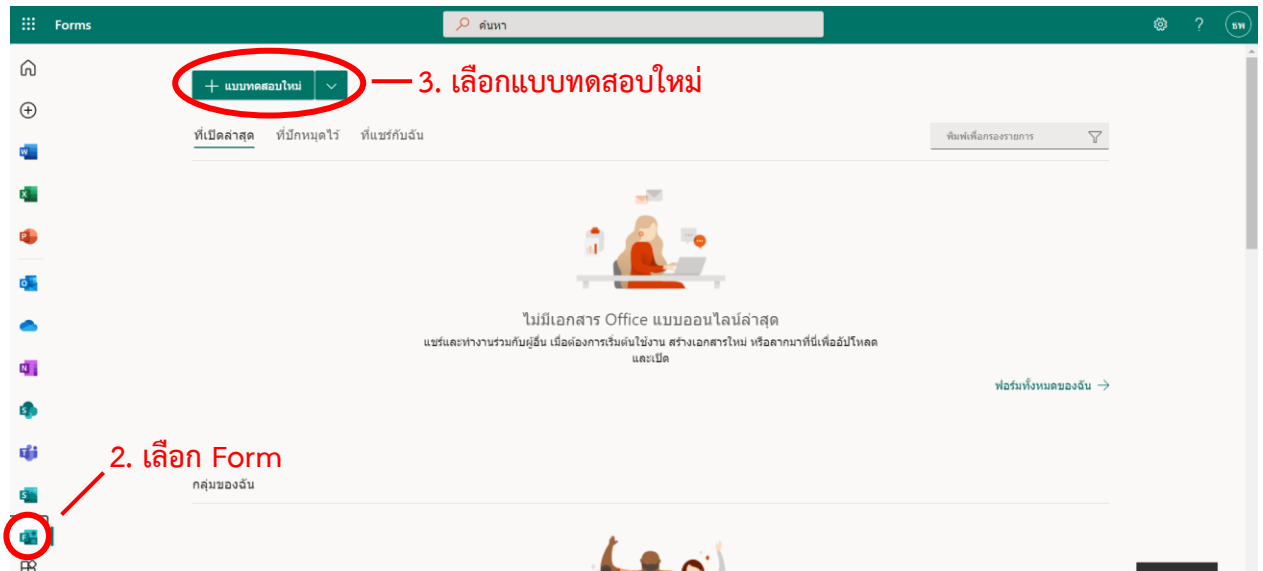 Forms
ค้นหา
?
ธพ
+ แบบทดสอบใหม่
3. เลือกแบบทดสอบใหม่
ที่เปิดล่าสุด ที่ปักหมุดไว้ ที่แชร์กับฉัน
พิมพ์เพื่อกรองรายการ
ไม่มีเอกสาร Office แบบออนไลน์ล่าสุด
แชร์และทำงานร่วมกับผู้อื่น เมื่อต้องการเริ่มต้นใช้งาน สร้างเอกสารใหม่ หรือลากมาที่นี่เพื่ออัปโหลด
และเปิด
ฟอร์มทั้งหมดของฉัน →
2. เลือก Form
กลุ่มของฉัน